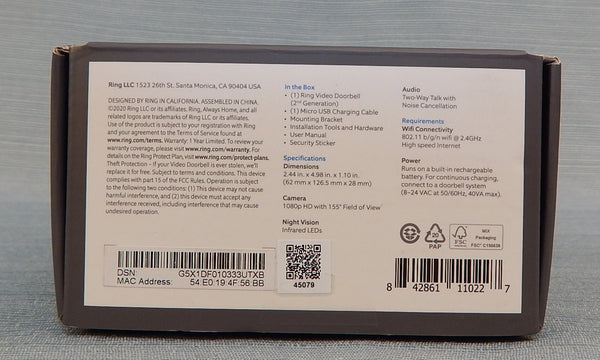 Ring LLC 1523 26th St. Santa Monica, CA 90404 USA
DESIGNED BY RING IN CALIFORNIA. ASSEMBLED IN CHINA.
©2020 Ring LLC or its affiliates. Ring, Always Home, and all
related logos are trademarks of Ring LLC or its affiliates.
Use of the product is subject to your registration with Ring
and your agreement to the Terms of Service found at
www.ring.com/terms. Warranty: 1 Year Limited. To review your
warranty coverage, please visit www.ring.com/warranty. For
details on the Ring Protect Plan, visit www.ring.com/protect-plans.
Theft Protection – if your Video Doorbell is ever stolen, we'll
replace it for free. Subject to terms and conditions. This device
complies with part 15 of the FCC Rules. Operation is subject to
the following two conditions: (1) This device may not cause
harmful interference, and (2) this device must accept any
interference received, including interference that may cause
undesired operation.
DSN: G5X1DF010333UTXB
MAC Address: 54:E0:19:4F:56:BB
In the Box
• (1) Ring Video Doorbell
(2nd Generation)
• (1) Micro USB Charging Cable
• Mounting Bracket
• Installation Tools and Hardware
• User Manual
• Security Sticker
Specifications
Dimensions
2.44 in. x 4.98 in. x 1.10 in.
(62 mm x 126.5 mm x 28 mm)
Camera
1080p HD with 155° Field of View
Night Vision
Infrared LEDs
45079
Audio
Two-Way Talk with
Noise Cancellation
Requirements
Wifi Connectivity
802.11 b/g/n wifi @ 2.4GHz
High speed Internet
Power
Runs on a built-in rechargeable
battery. For continuous charging,
connect to a doorbell system
(8–24 VAC at 50/60Hz, 40VA max).
20
PAP
FSC
MIX
Packaging
8 42861 11022 7